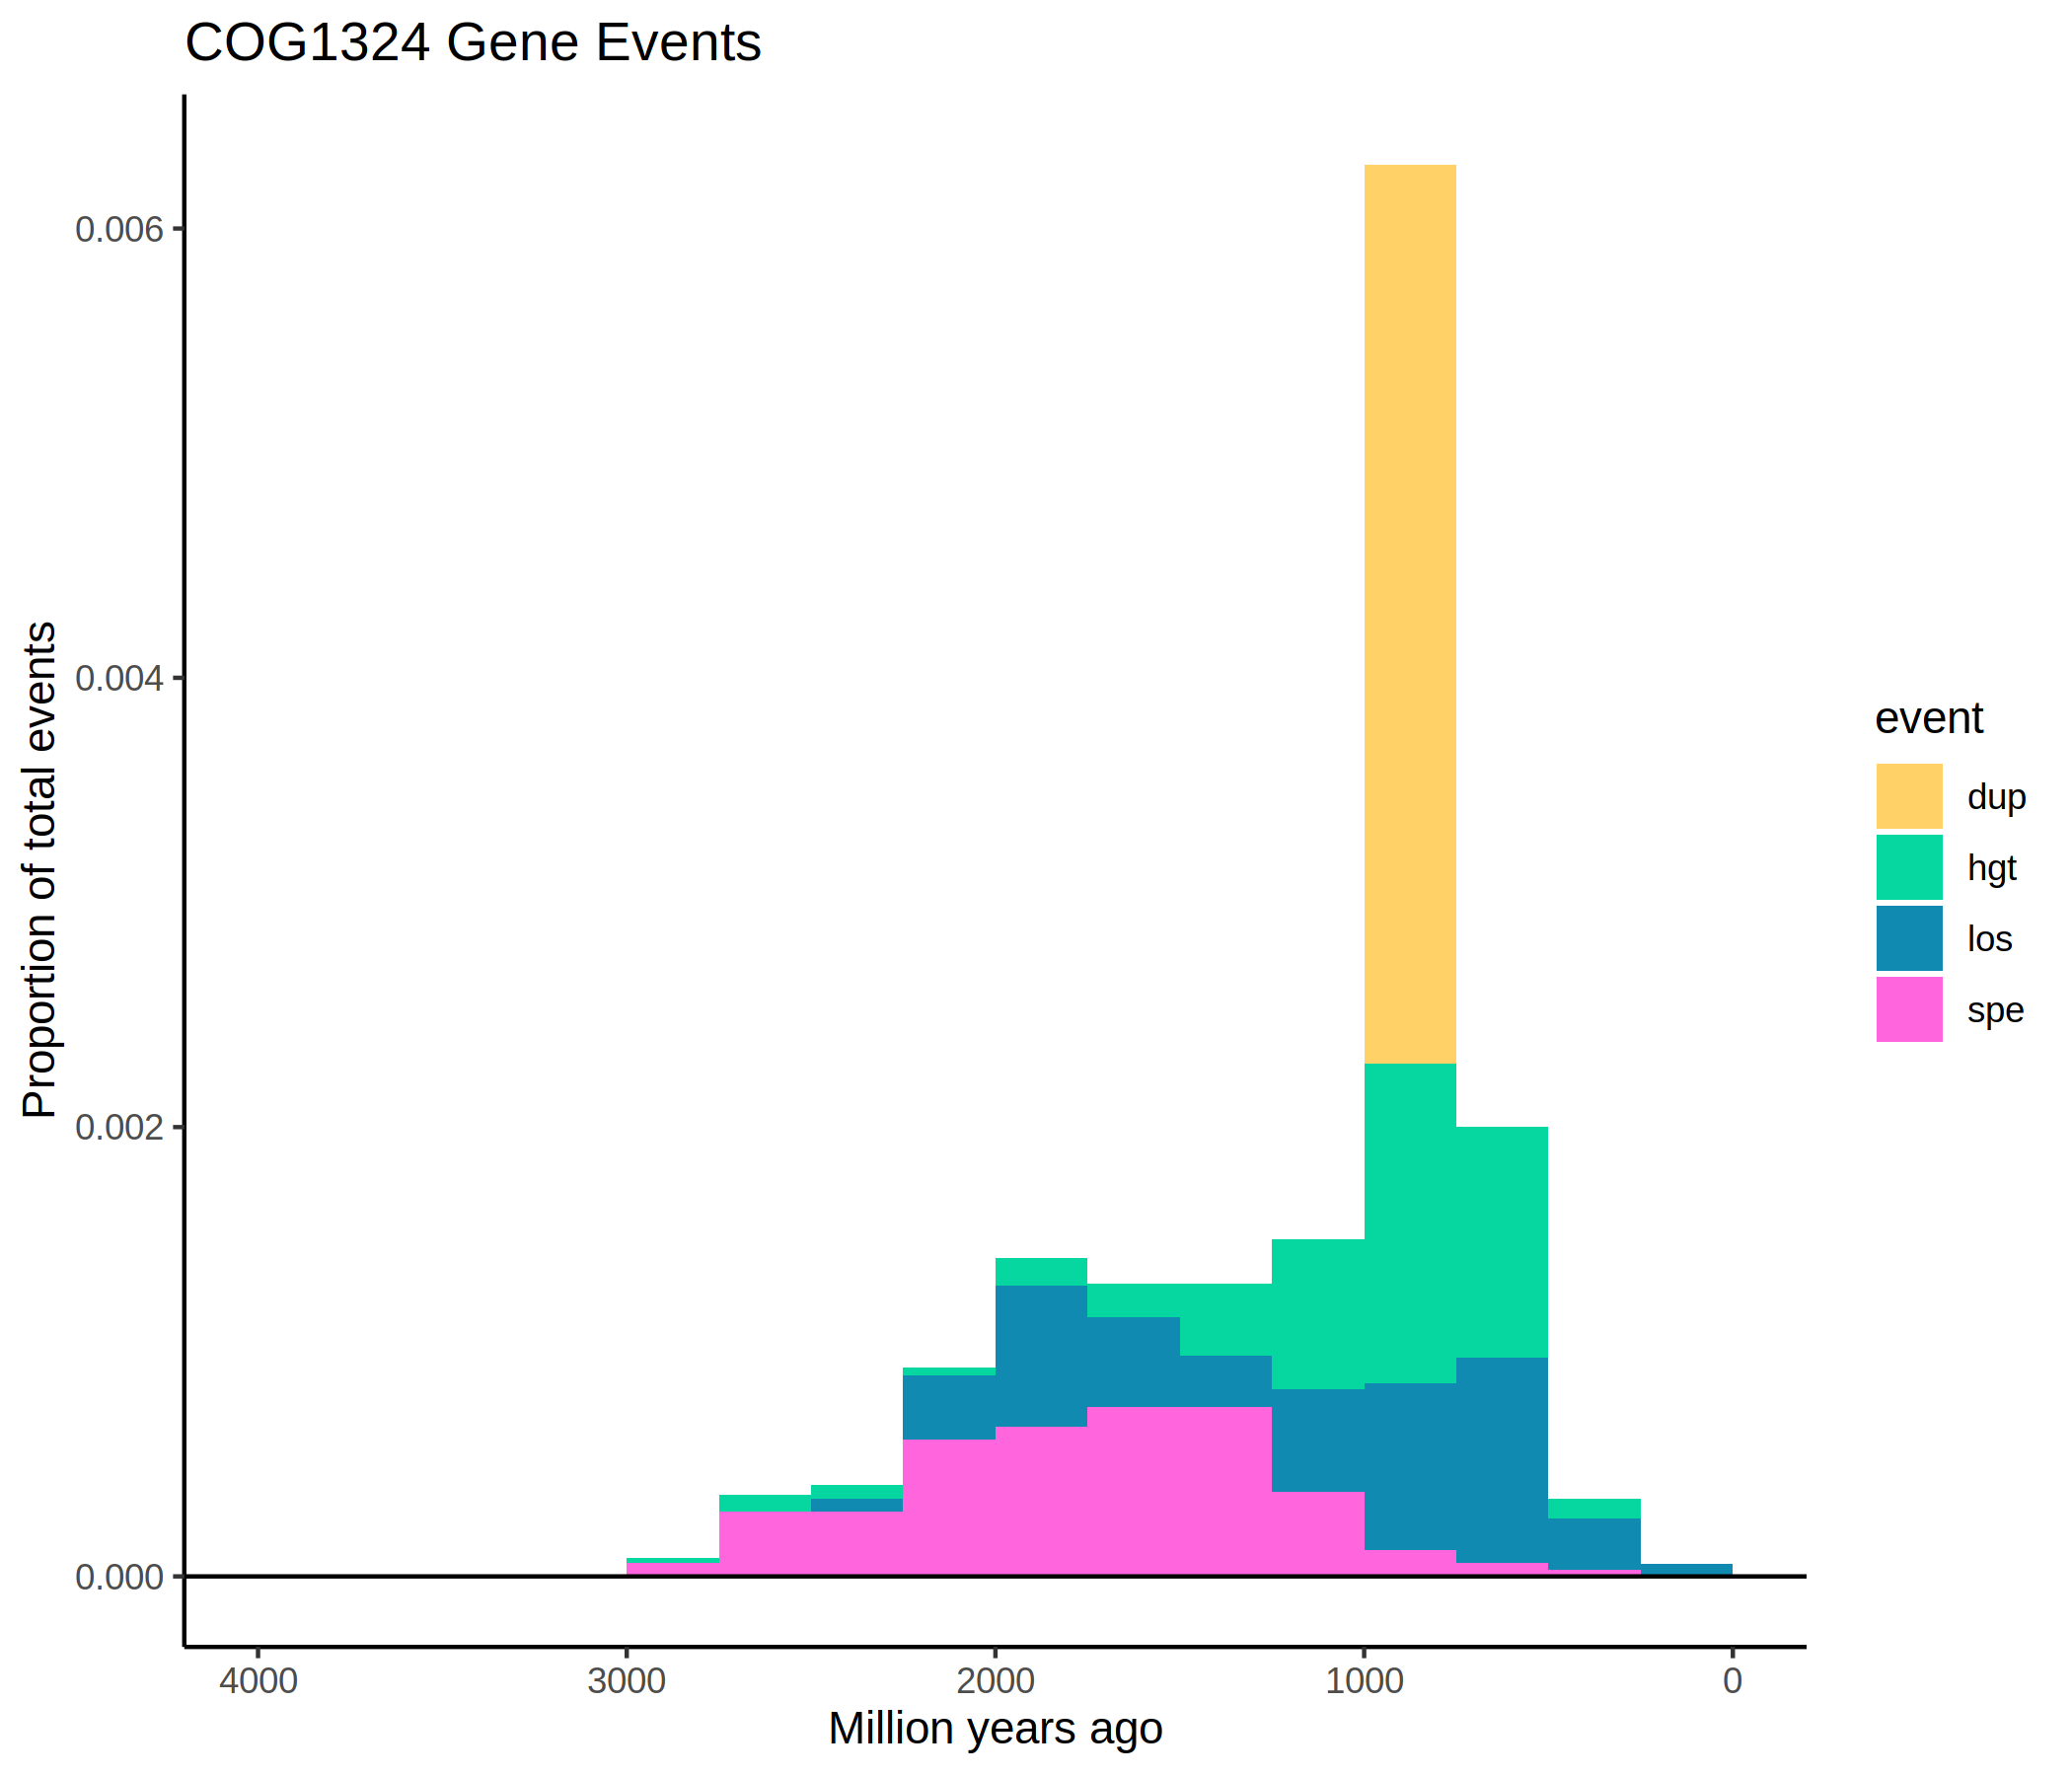 COG1324 Gene Events
Proportion of total events
0.006
0.004
0.002
0.000
4000 3000 2000 1000 0
Million years ago
event
dup
hgt
los
spe